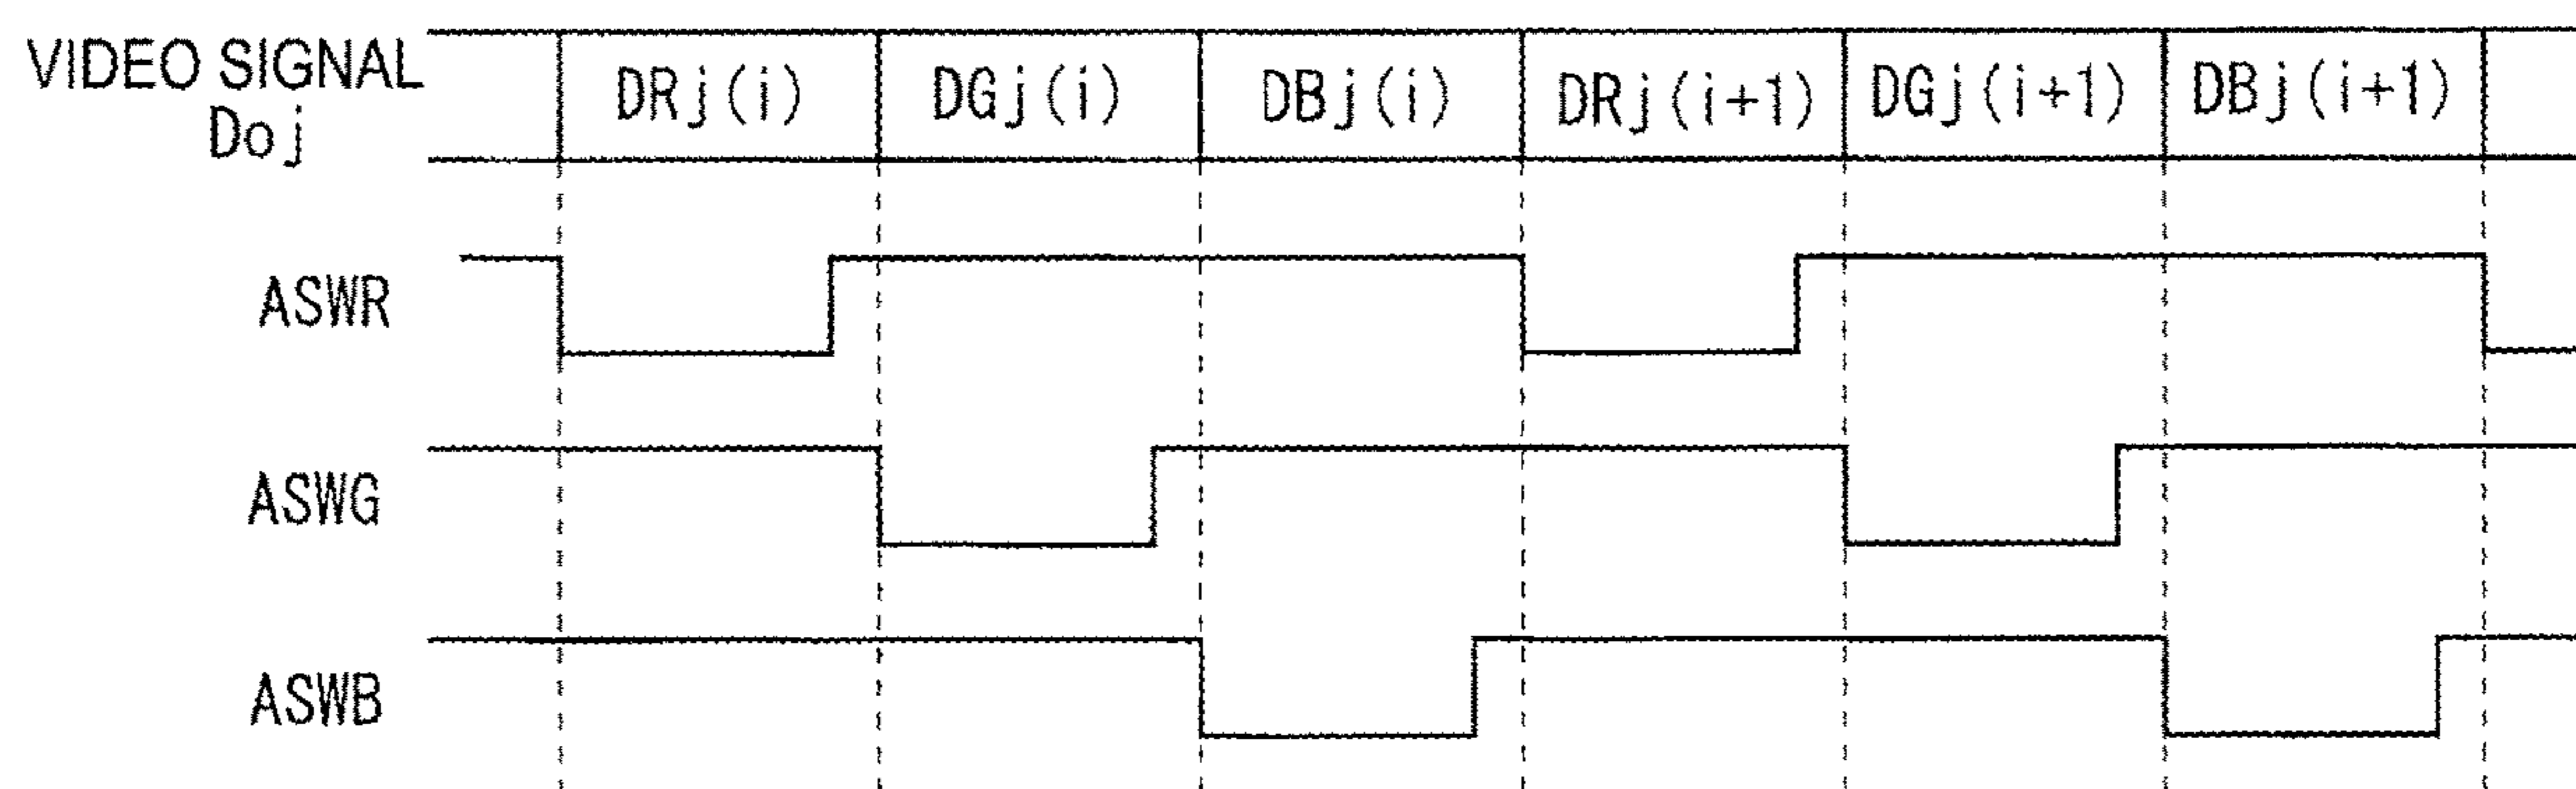 VIDEO SIGNAL
Doj
DRj(i) DGj(i) DBj(i) DRj(i+1) DGj(i+1) DBj(i+1)
ASWR
ASWG
ASWB